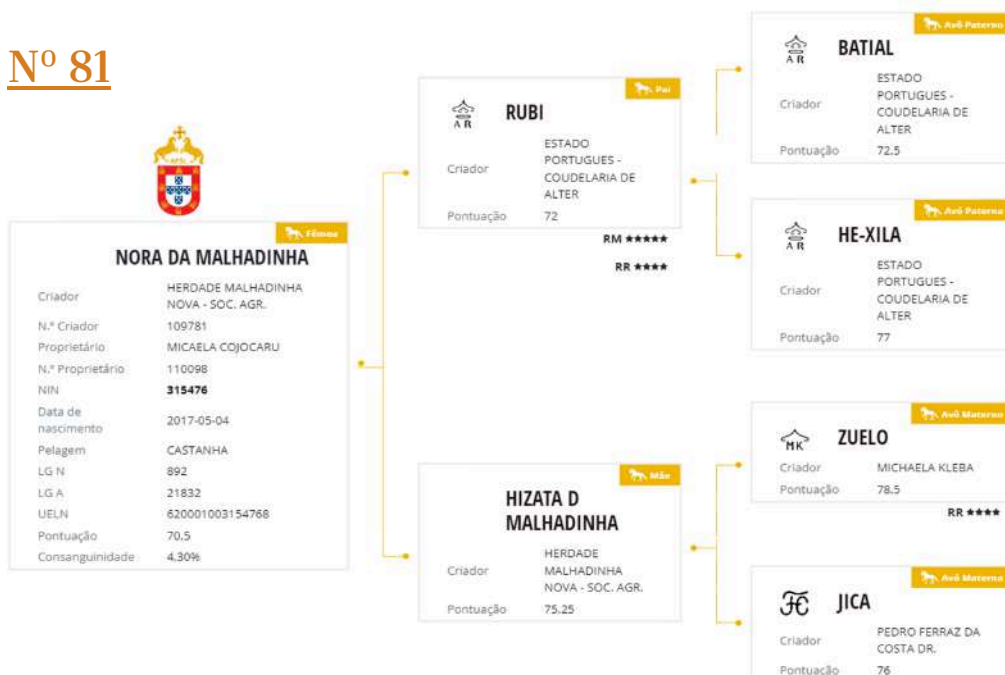 Nº 81
APSL
Fêmea
NORA DA MALHADINHA
Criador
HERDADE MALHADINHA
NOVA - SOC. AGR.
N.º Criador 109781
Proprietário MICAELA COJOCARU
N.º Proprietário 110098
NIN 315476
Data de
nascimento
2017-05-04
Pelagem CASTANHA
LG N 892
LG A 21832
UELN 620001003154768
Pontuação 70.5
Consanguinidade 4.30%
Pai
AR
RUBI
Criador
ESTADO
PORTUGUES -
COUDELARIA DE
ALTER
Pontuação 72
RM ★★★★★
RR ★★★★
Mãe
HIZATA D
MALHADINHA
Criador
HERDADE
MALHADINHA
NOVA - SOC. AGR.
Pontuação 75.25
Avô Paterno
AR
BATIAL
Criador
ESTADO
PORTUGUES -
COUDELARIA DE
ALTER
Pontuação 72.5
Avó Paterna
AR
HE-XILA
Criador
ESTADO
PORTUGUES -
COUDELARIA DE
ALTER
Pontuação 77
Avô Materno
MK
ZUELO
Criador MICHAELA KLEBA
Pontuação 78.5
RR ★★★★
Avó Materna
JICA
Criador
PEDRO FERRAZ DA
COSTA DR.
Pontuação 76